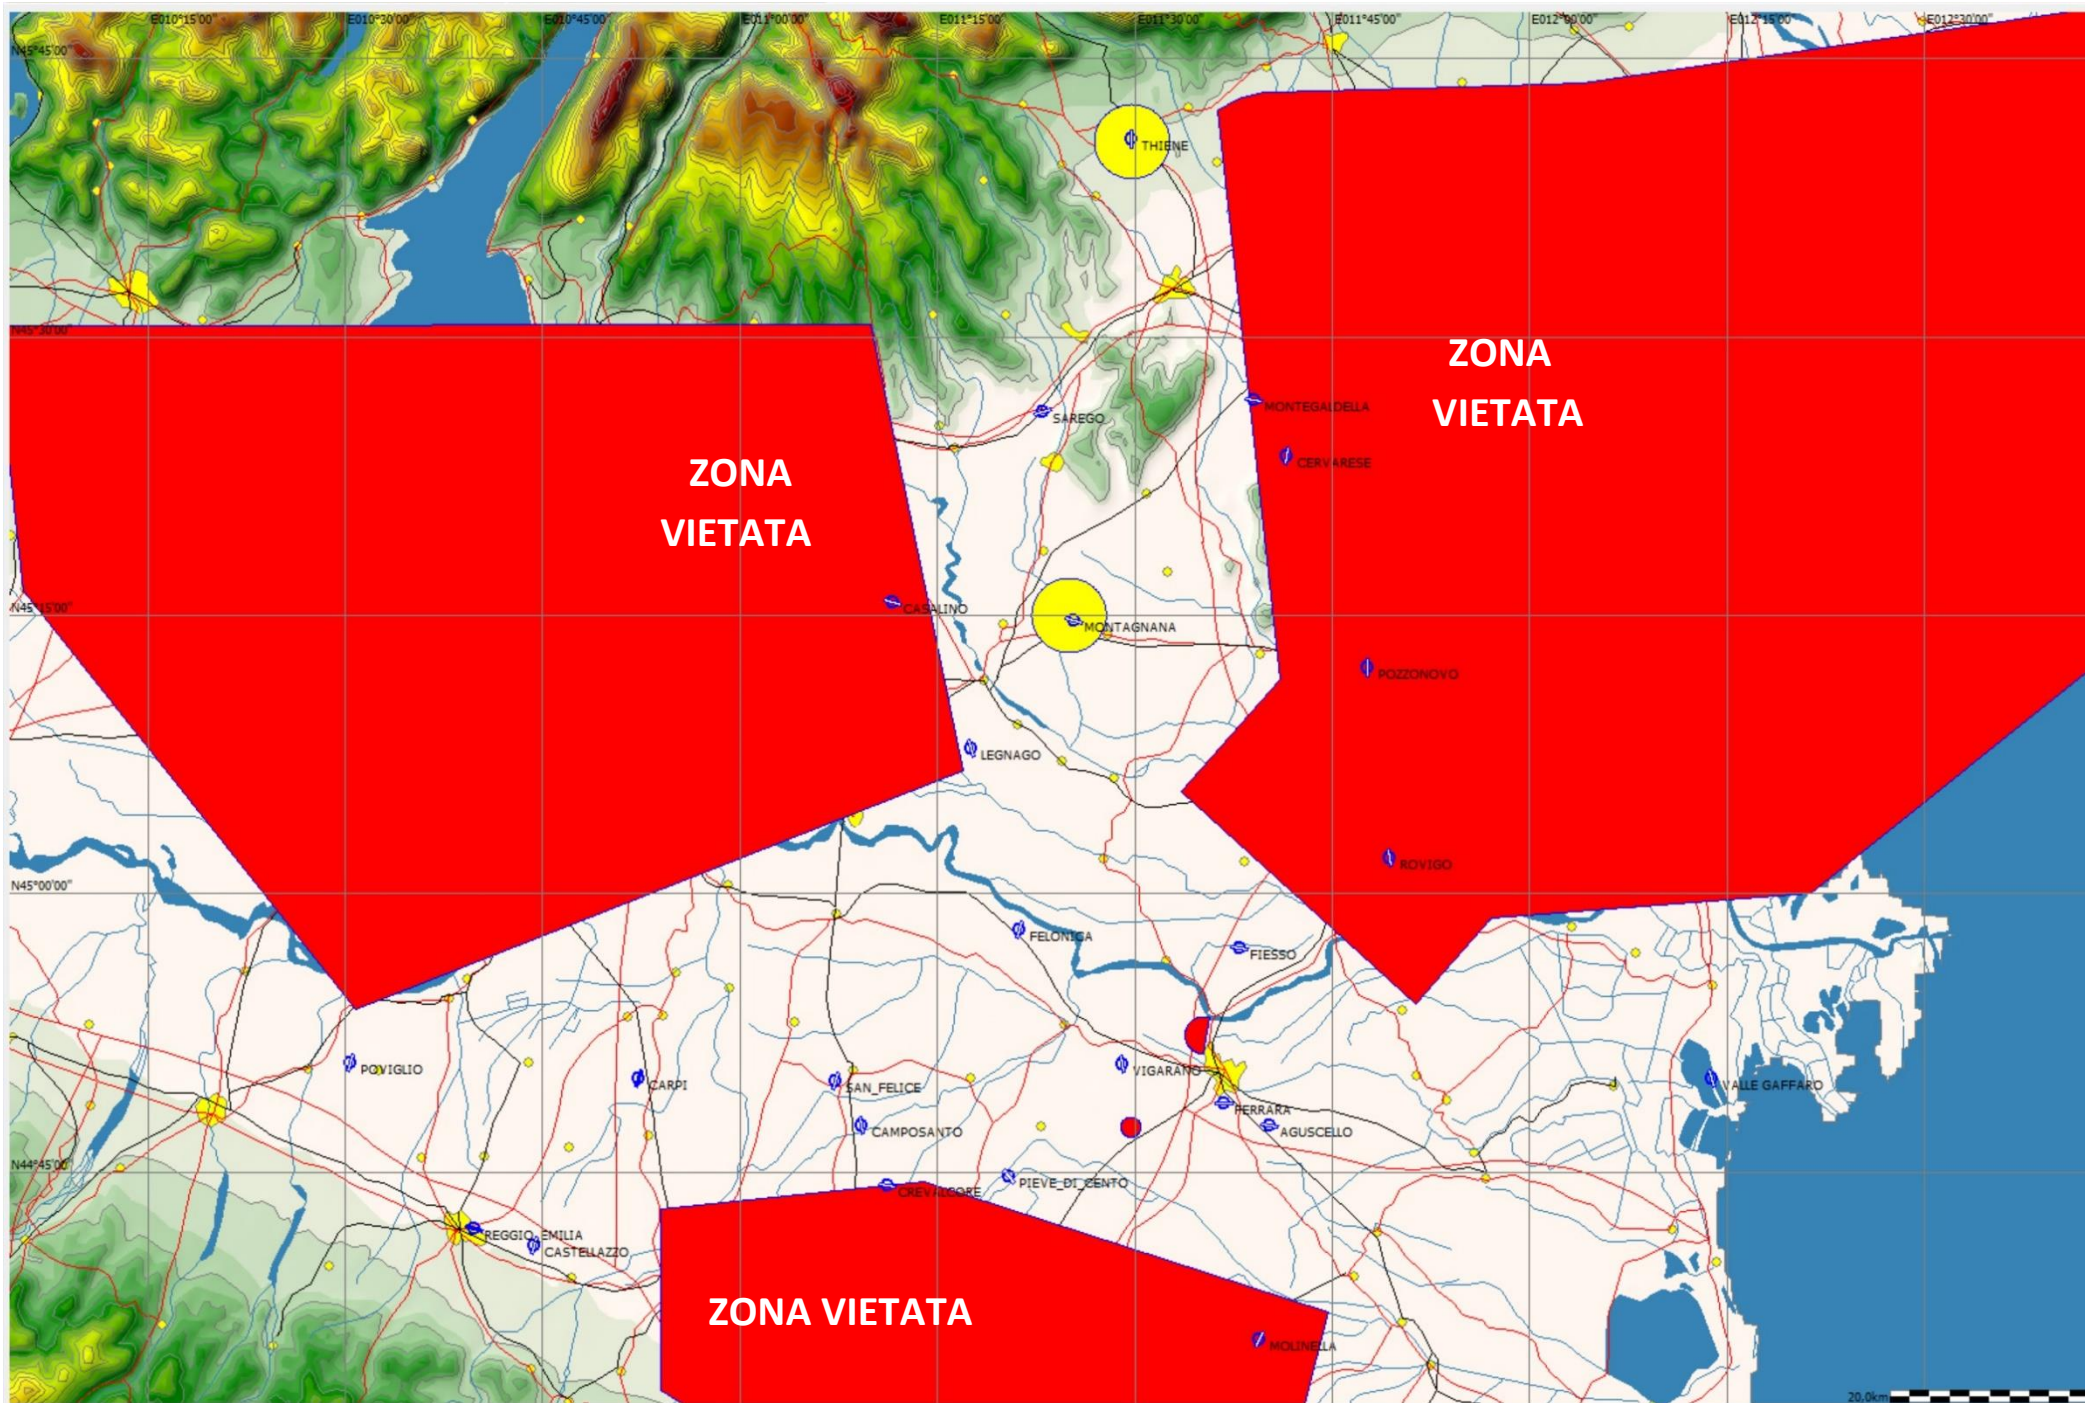 E010°15'00" E010°30'00" E010°45'00" E011°00'00" E011°15'00" E011°30'00" E011°45'00" E012°00'00" E012°15'00" E012°30'00"
N45°45'00"
THIENE
N45°30'00"
ZONA
VIETATA
MONTEGALDELLA
SAREGO
CERVARESE
ZONA
VIETATA
N45°15'00"
CASALINO
MONTAGNANA
POZZONOVO
LEGNAGO
ROVIGO
N45°00'00"
FELONICA
FIESSO
POVIGLIO
CARPI
SAN_FELICE
VIGARANO
VALLE GAFFARO
FERRARA
CAMPOSANTO
AGUSCELLO
N44°45'00"
PIEVE_DI_CENTO
CREVALCORE
REGGIO_EMILIA
CASTELLAZZO
ZONA VIETATA
MOLINELLA
20.0km